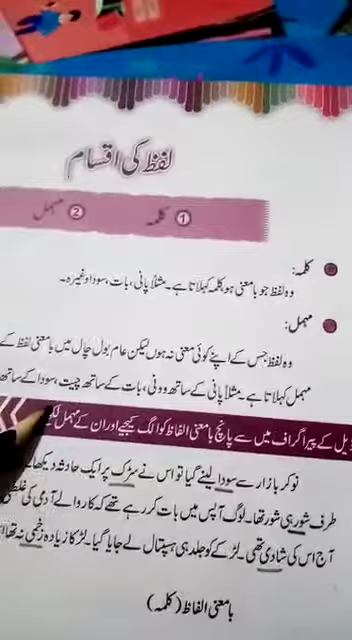 لفظ کی اقسام
① کلمہ ② مہمل
کلمہ:
وہ لفظ جو بامعنی ہو کلمہ کہلاتا ہے۔ مثلاً پانی، بات، سودا وغیرہ۔
مہمل:
وہ لفظ جس کے اپنے کوئی معنی نہ ہوں لیکن عام بول چال میں بامعنی لفظ کے
مہمل کہلاتا ہے۔ مثلاً پانی کے ساتھ وونی، بات کے ساتھ چیت، سودا کے ساتھ
ذیل کے پیراگراف میں سے پانچ بامعنی الفاظ کو الگ کیجیے اور ان کے مہمل
نوکر بازار سے سودا لینے گیا تو اس نے سڑک پر ایک حادثہ دیکھا۔
طرف شور ہی شور تھا۔ لوگ آپس میں بات کر رہے تھے کہ کار والے آدمی کی
آج اس کی شادی تھی۔ لڑکے کو جلد ہی ہسپتال لے جایا گیا۔ لڑکا زیادہ زخمی نہ تھا
بامعنی الفاظ (کلمہ)